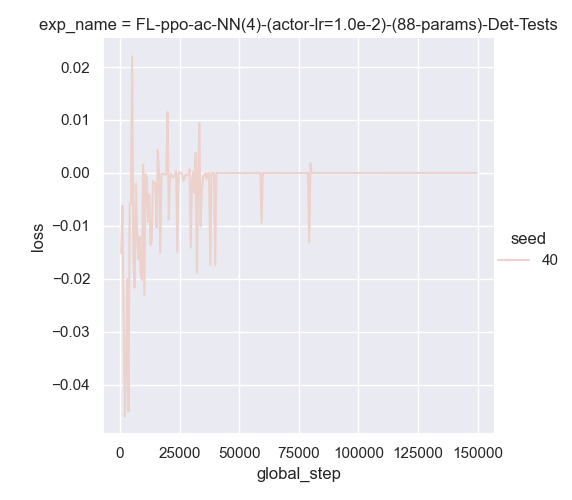 exp_name = FL-ppo-ac-NN(4)-(actor-lr=1.0e-2)-(88-params)-Det-Tests
0.02
0.01
0.00
−0.01
−0.02
−0.03
−0.04
loss
0 25000 50000 75000 100000 125000 150000
global_step
seed
40